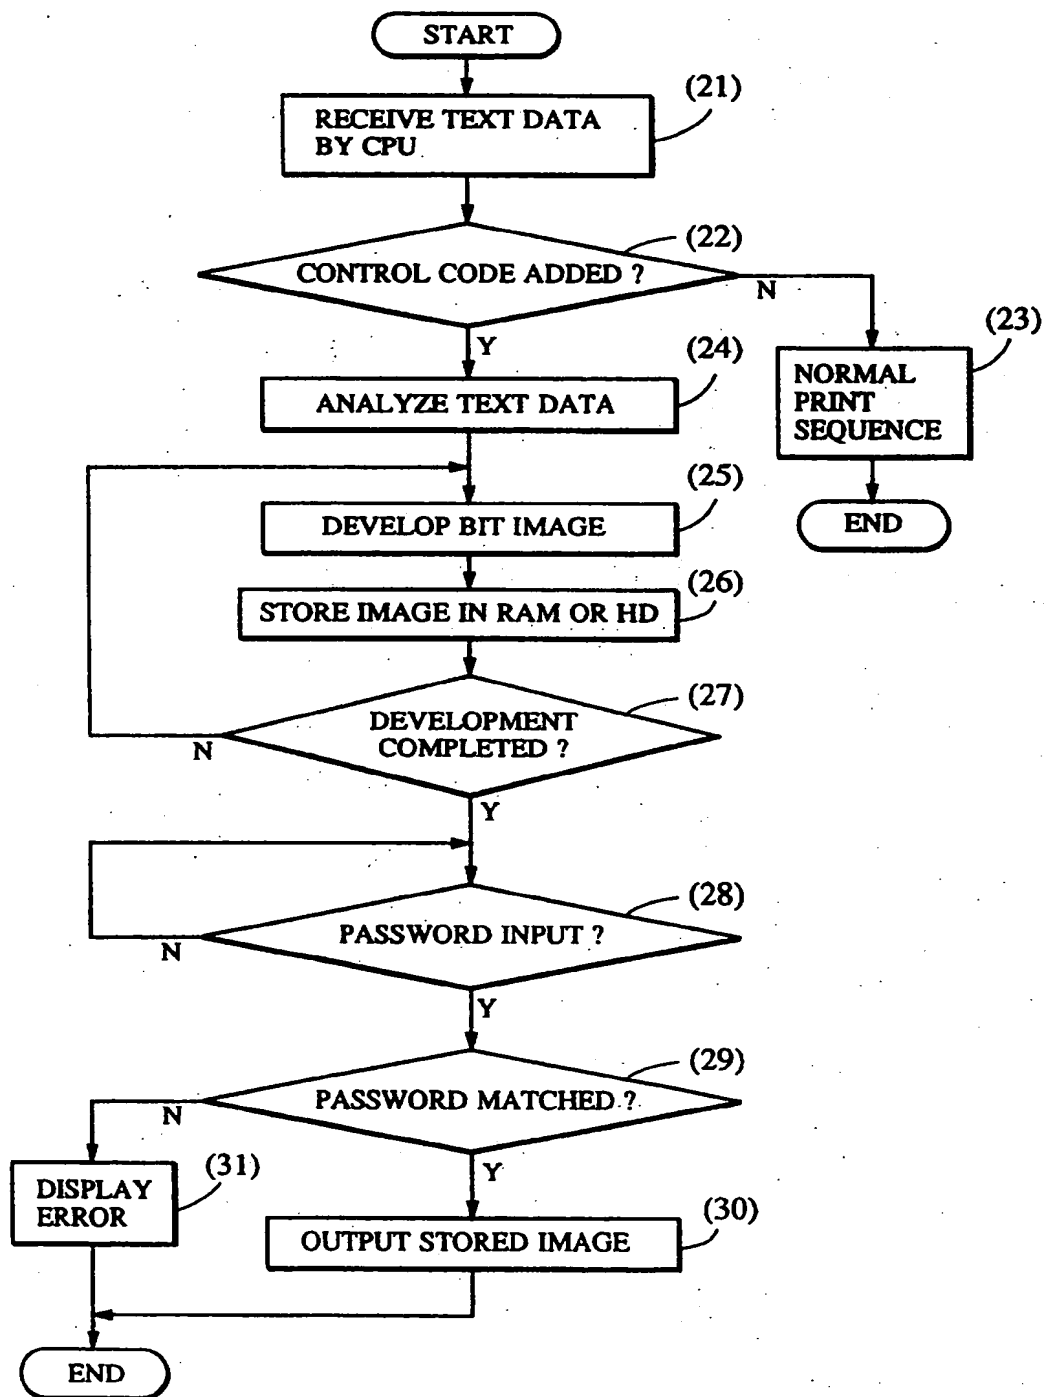 START
(21)
RECEIVE TEXT DATA
BY CPU
(22)
CONTROL CODE ADDED ?
N
(23)
Y
(24)
NORMAL
PRINT
SEQUENCE
ANALYZE TEXT DATA
(25)
END
DEVELOP BIT IMAGE
(26)
STORE IMAGE IN RAM OR HD
(27)
DEVELOPMENT
COMPLETED ?
N
Y
(28)
PASSWORD INPUT ?
N
Y
(29)
PASSWORD MATCHED ?
N
Y
(31)
DISPLAY
ERROR
(30)
OUTPUT STORED IMAGE
END